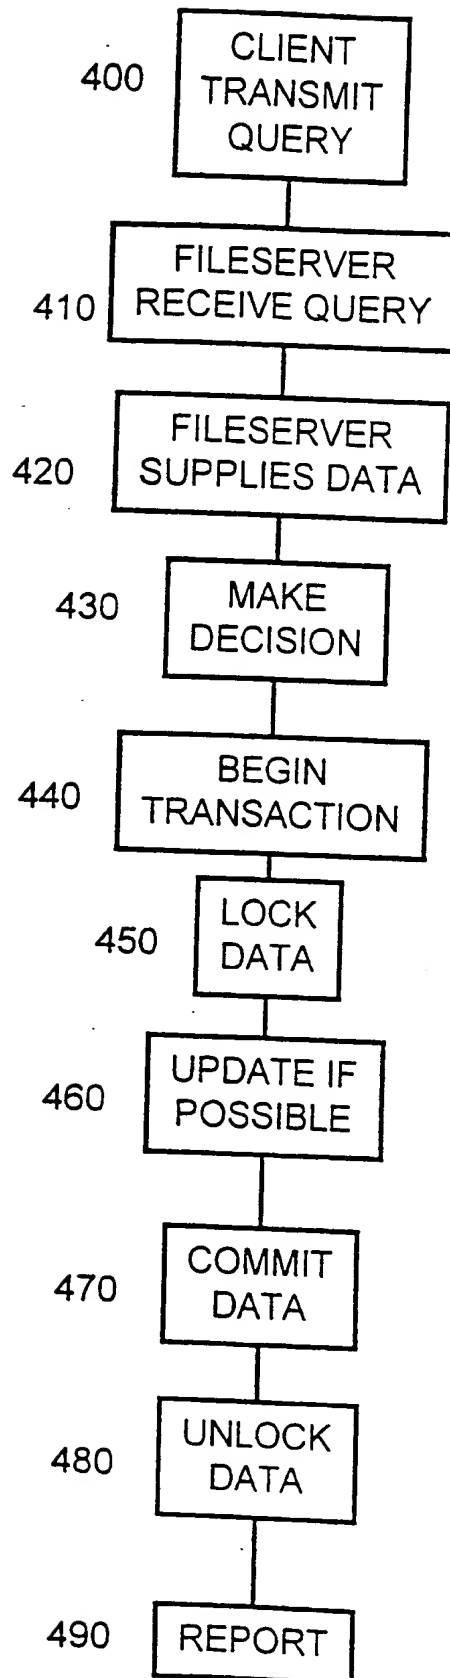 400
CLIENT
TRANSMIT
QUERY
410
FILESERVER
RECEIVE QUERY
420
FILESERVER
SUPPLIES DATA
430
MAKE
DECISION
440
BEGIN
TRANSACTION
450
LOCK
DATA
460
UPDATE IF
POSSIBLE
470
COMMIT
DATA
480
UNLOCK
DATA
490
REPORT